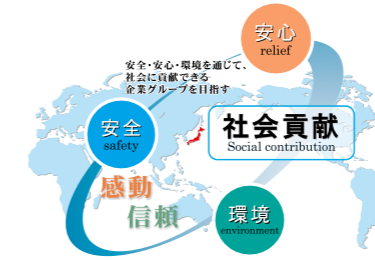 安心
relief
安全・安心・環境を通じて、
社会に貢献できる
企業グループを目指す
安全
safety
社会貢献
Social contribution
感動
信頼
環境
environment